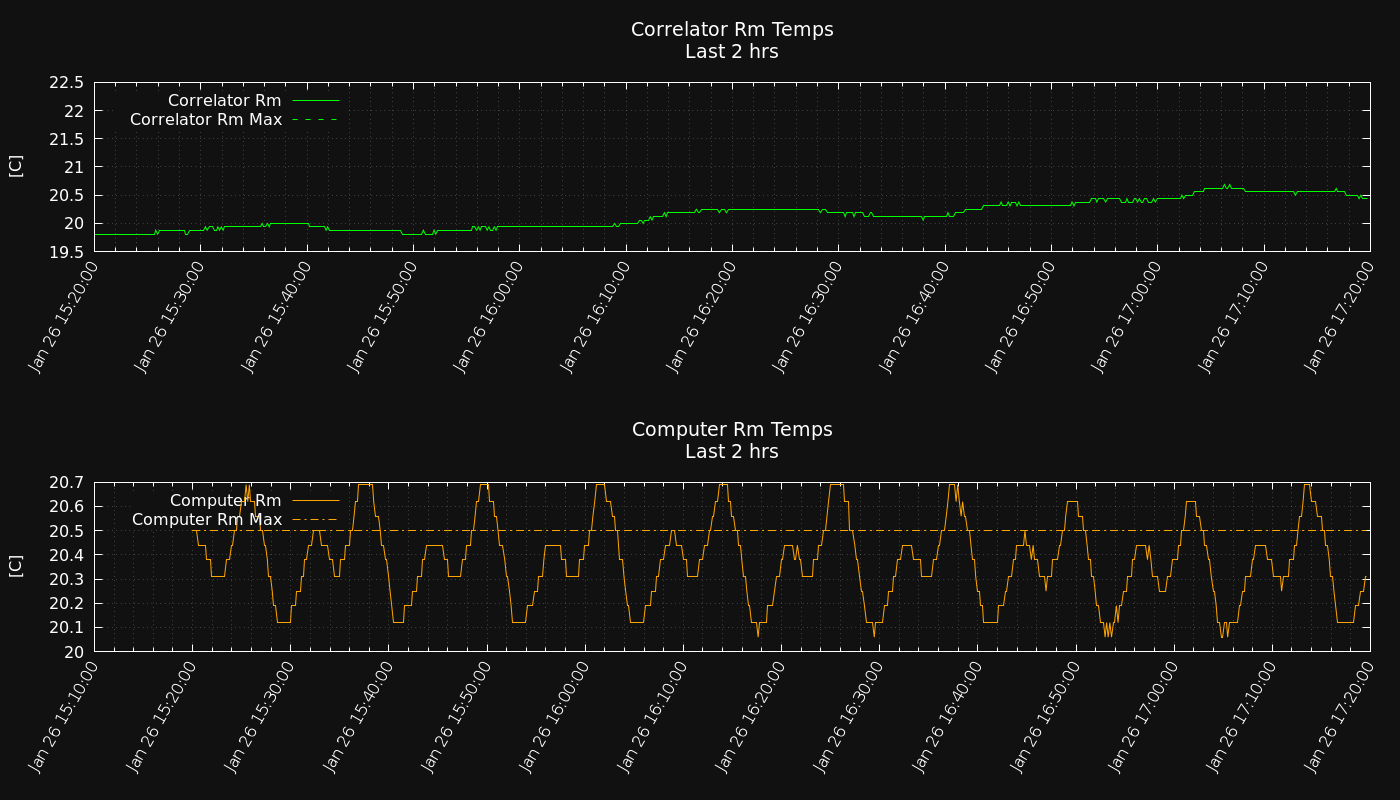 Correlator Rm Temps
Last 2 hrs
22.5
22
21.5
21
20.5
20
19.5
[C]
Correlator Rm
Correlator Rm Max
Jan 26 15:20:00
Jan 26 15:30:00
Jan 26 15:40:00
Jan 26 15:50:00
Jan 26 16:00:00
Jan 26 16:10:00
Jan 26 16:20:00
Jan 26 16:30:00
Jan 26 16:40:00
Jan 26 16:50:00
Jan 26 17:00:00
Jan 26 17:10:00
Jan 26 17:20:00
Computer Rm Temps
Last 2 hrs
20.7
20.6
20.5
20.4
20.3
20.2
20.1
20
[C]
Computer Rm
Computer Rm Max
Jan 26 15:10:00
Jan 26 15:20:00
Jan 26 15:30:00
Jan 26 15:40:00
Jan 26 15:50:00
Jan 26 16:00:00
Jan 26 16:10:00
Jan 26 16:20:00
Jan 26 16:30:00
Jan 26 16:40:00
Jan 26 16:50:00
Jan 26 17:00:00
Jan 26 17:10:00
Jan 26 17:20:00